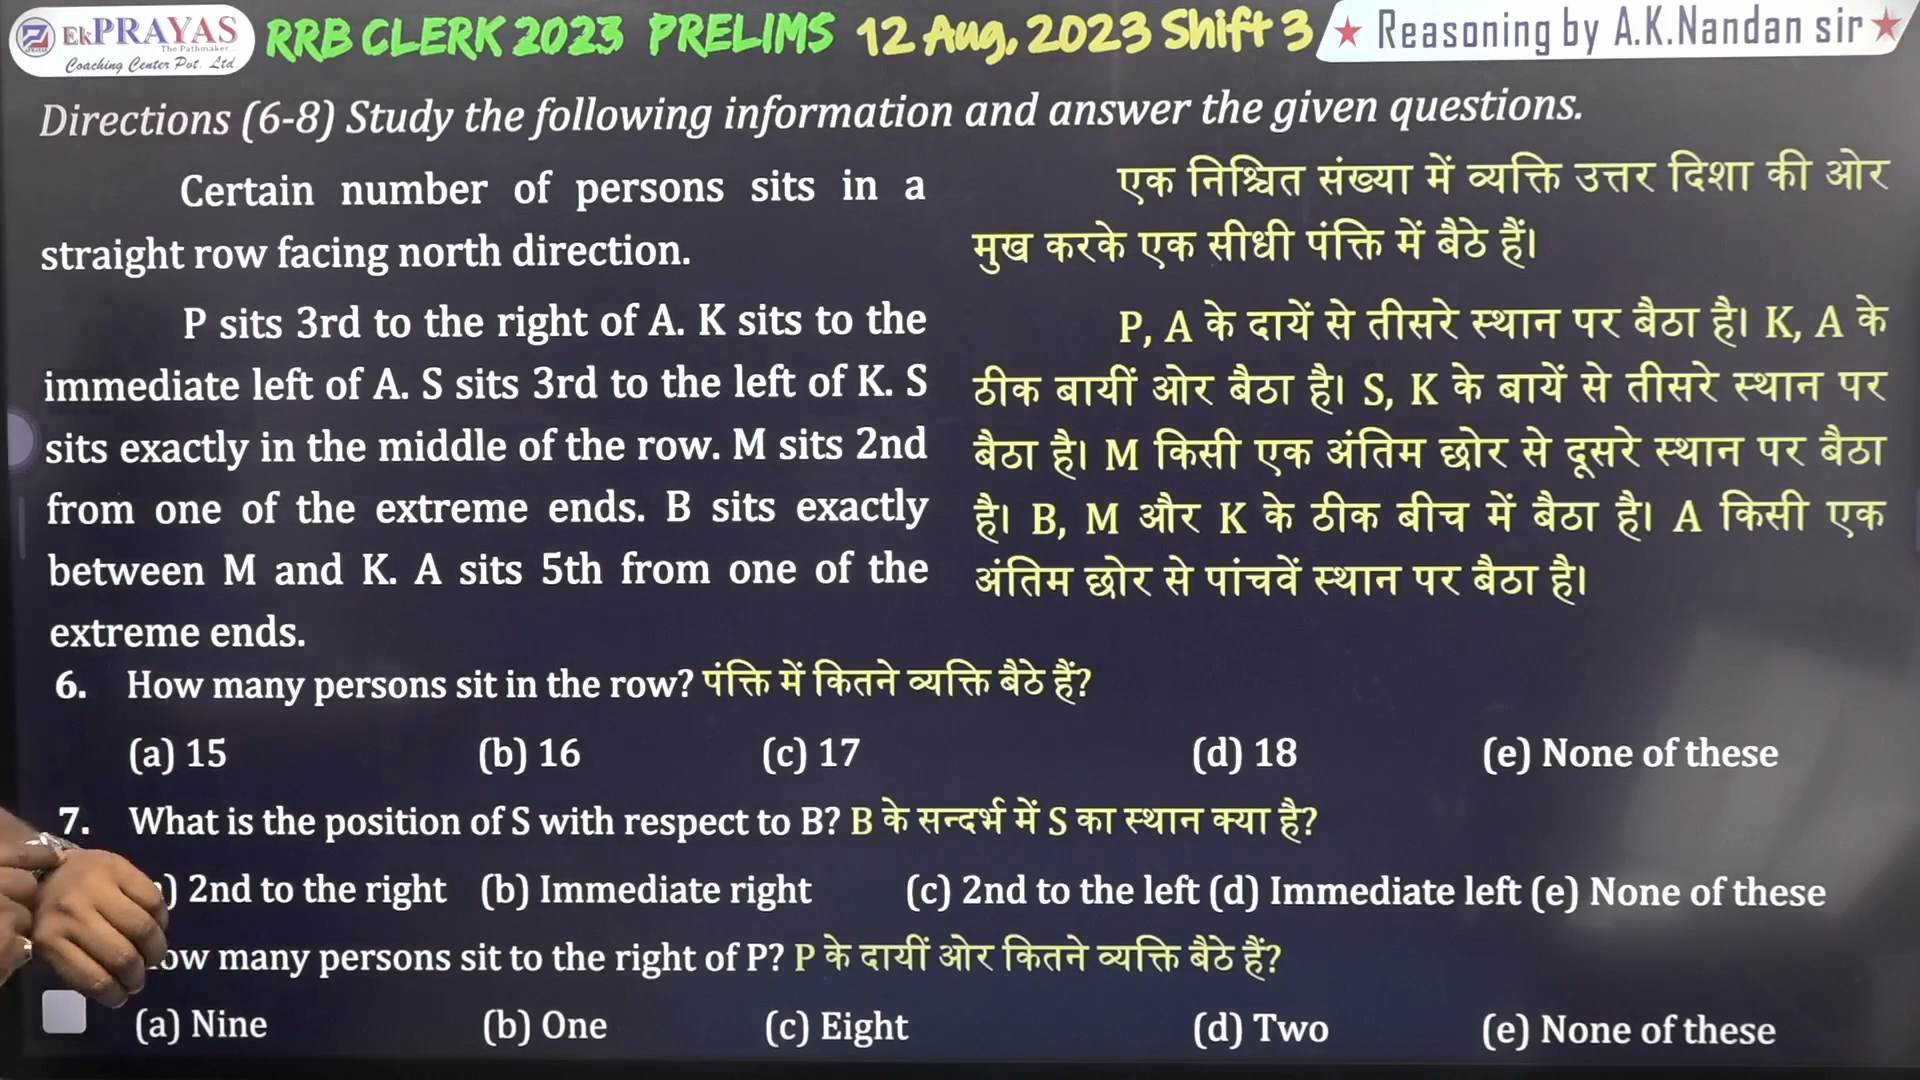 EkPRAYAS
The Pathmaker...
Coaching Center Pvt. Ltd.
RRB CLERK 2023 PRELIMS 12 Aug, 2023 Shift 3
Reasoning by A.K.Nandan sir
Directions (6-8) Study the following information and answer the given questions.
Certain number of persons sits in a
straight row facing north direction.
P sits 3rd to the right of A. K sits to the
immediate left of A. S sits 3rd to the left of K. S
sits exactly in the middle of the row. M sits 2nd
from one of the extreme ends. B sits exactly
between M and K. A sits 5th from one of the
extreme ends.
एक निश्चित संख्या में व्यक्ति उत्तर दिशा की ओर
मुख करके एक सीधी पंक्ति में बैठे हैं।
P, A के दायें से तीसरे स्थान पर बैठा है। K, A के
ठीक बायीं ओर बैठा है। S, K के बायें से तीसरे स्थान पर
बैठा है। M किसी एक अंतिम छोर से दूसरे स्थान पर बैठा
है। B, M और K के ठीक बीच में बैठा है। A किसी एक
अंतिम छोर से पांचवें स्थान पर बैठा है।
6. How many persons sit in the row? पंक्ति में कितने व्यक्ति बैठे हैं?
(a) 15 (b) 16 (c) 17 (d) 18 (e) None of these
7. What is the position of S with respect to B? B के सन्दर्भ में S का स्थान क्या है?
) 2nd to the right (b) Immediate right (c) 2nd to the left (d) Immediate left (e) None of these
ow many persons sit to the right of P? P के दायीं ओर कितने व्यक्ति बैठे हैं?
(a) Nine (b) One (c) Eight (d) Two (e) None of these